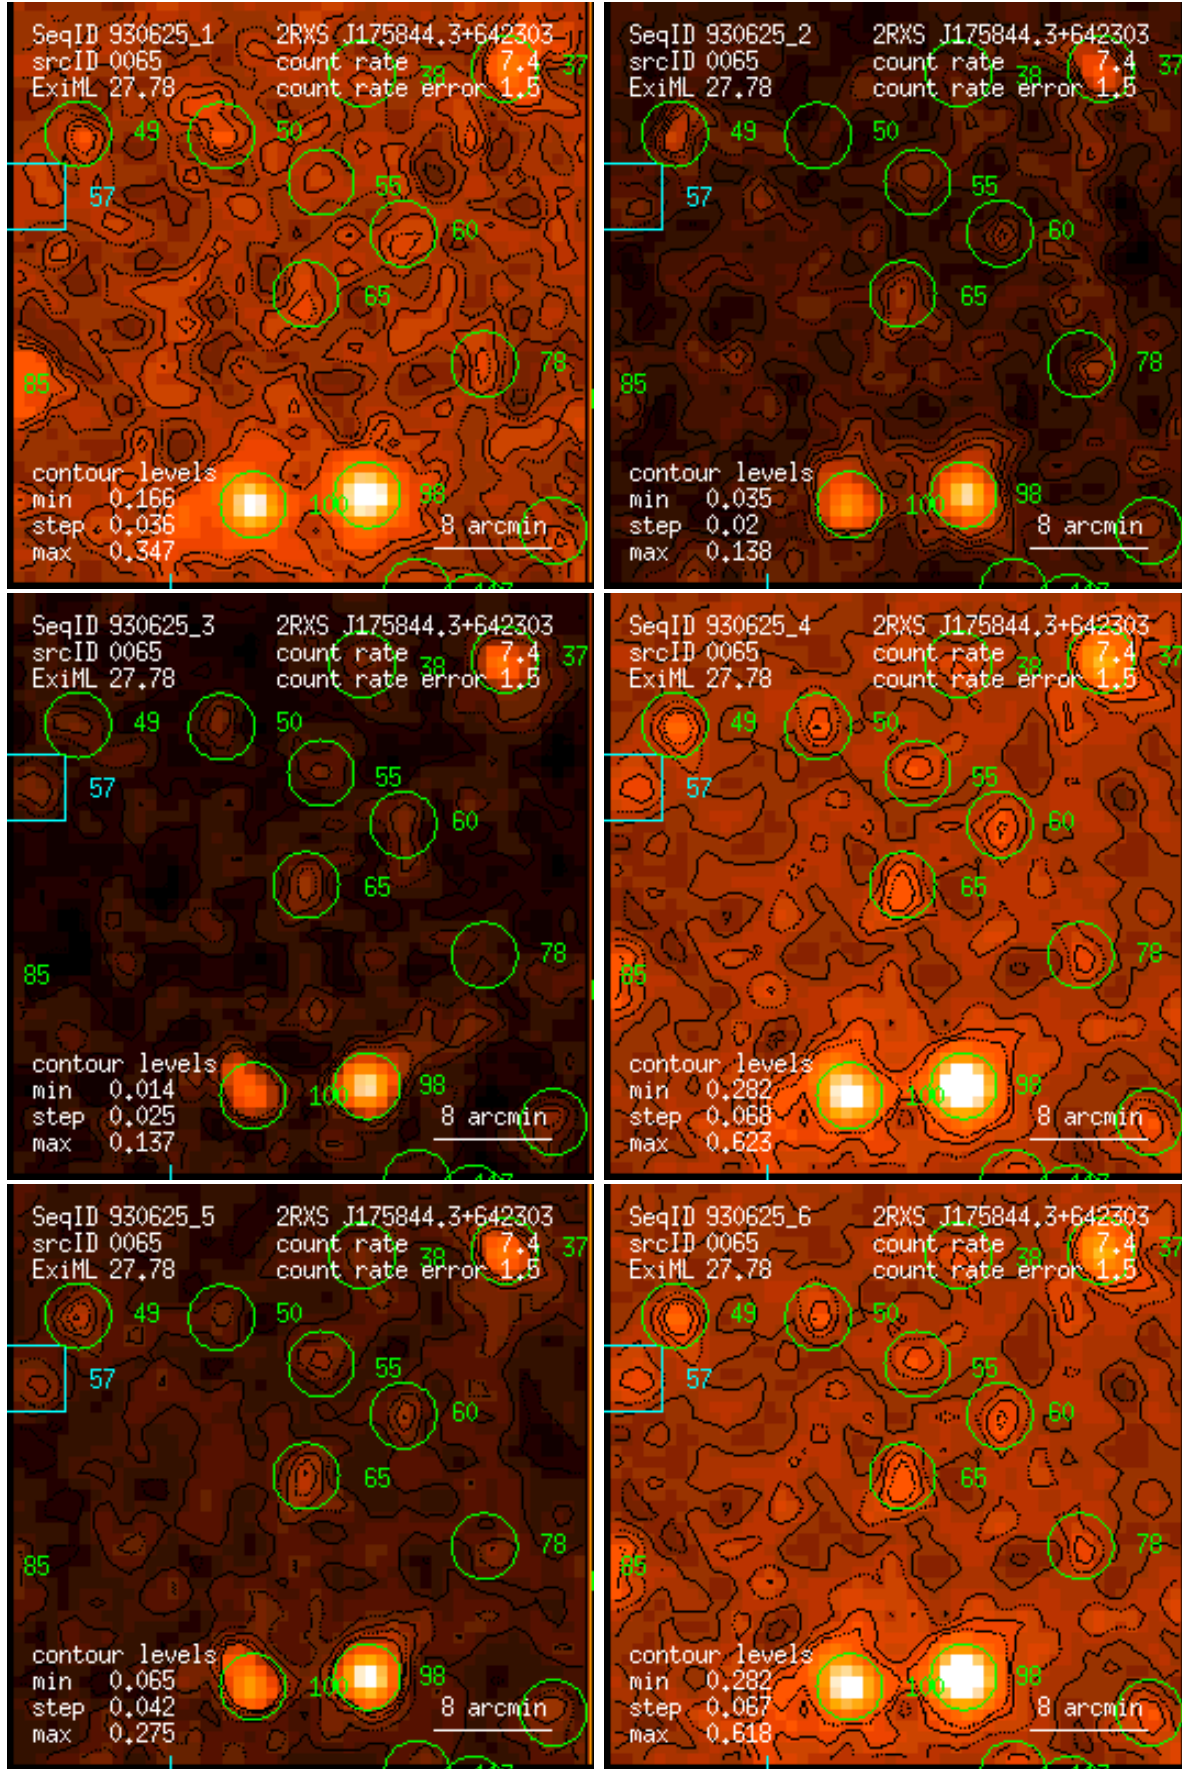 SeqID 930625_1 2RXS J175844.3+642303
srcID 0065 count rate 38 7.4 37
ExiML 27.78 count rate error 1.5
49 50
55
57
60
65
78
85
contour levels
min 0.166 100 98
step 0.036 8 arcmin
max 0.347
SeqID 930625_2 2RXS J175844.3+642303
srcID 0065 count rate 38 7.4 37
ExiML 27.78 count rate error 1.5
49 50
55
57
60
65
78
85
contour levels
min 0.035 100 98
step 0.02 8 arcmin
max 0.138
SeqID 930625_3 2RXS J175844.3+642303
srcID 0065 count rate 38 7.4 37
ExiML 27.78 count rate error 1.5
49 50
55
57
60
65
78
85
contour levels
min 0.014 100 98
step 0.025 8 arcmin
max 0.137
SeqID 930625_4 2RXS J175844.3+642303
srcID 0065 count rate 38 7.4 37
ExiML 27.78 count rate error 1.5
49 50
55
57
60
65
78
85
contour levels
min 0.282 100 98
step 0.068 8 arcmin
max 0.623
SeqID 930625_5 2RXS J175844.3+642303
srcID 0065 count rate 38 7.4 37
ExiML 27.78 count rate error 1.5
49 50
55
57
60
65
78
85
contour levels
min 0.065 100 98
step 0.042 8 arcmin
max 0.275
SeqID 930625_6 2RXS J175844.3+642303
srcID 0065 count rate 38 7.4 37
ExiML 27.78 count rate error 1.5
49 50
55
57
60
65
78
85
contour levels
min 0.282 100 98
step 0.067 8 arcmin
max 0.618